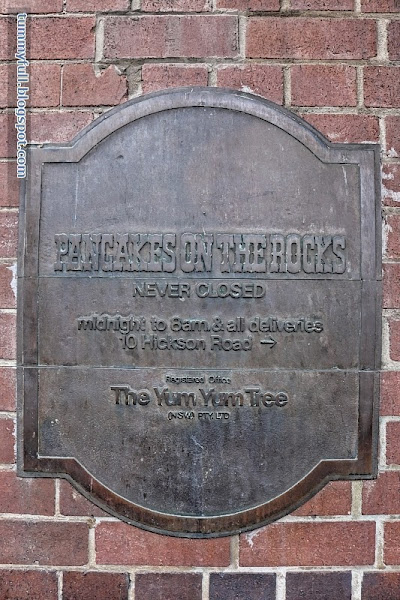 tummyfull.blogspot.com
PANCAKES ON THE ROCKS
NEVER CLOSED
midnight to 8am & all deliveries
10 Hickson Road →
Registered Office
The Yum Yum Tree
(NSW) PTY. LTD